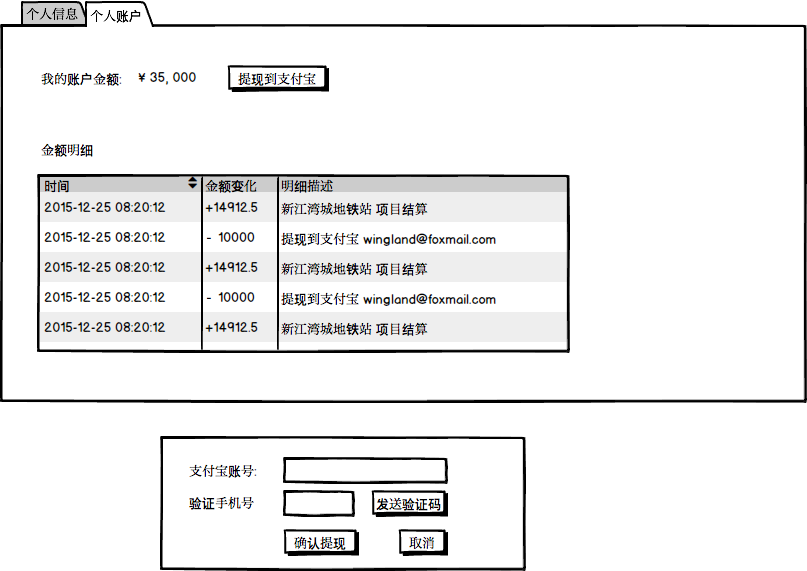 个人信息 个人账户
我的账户金额: ¥ 35, 000 提现到支付宝
金额明细
时间 金额变化 明细描述
2015-12-25 08:20:12 +14912.5 新江湾城地铁站 项目结算
2015-12-25 08:20:12 - 10000 提现到支付宝 wingland@foxmail.com
2015-12-25 08:20:12 +14912.5 新江湾城地铁站 项目结算
2015-12-25 08:20:12 - 10000 提现到支付宝 wingland@foxmail.com
2015-12-25 08:20:12 +14912.5 新江湾城地铁站 项目结算
支付宝账号:
验证手机号 发送验证码
确认提现 取消